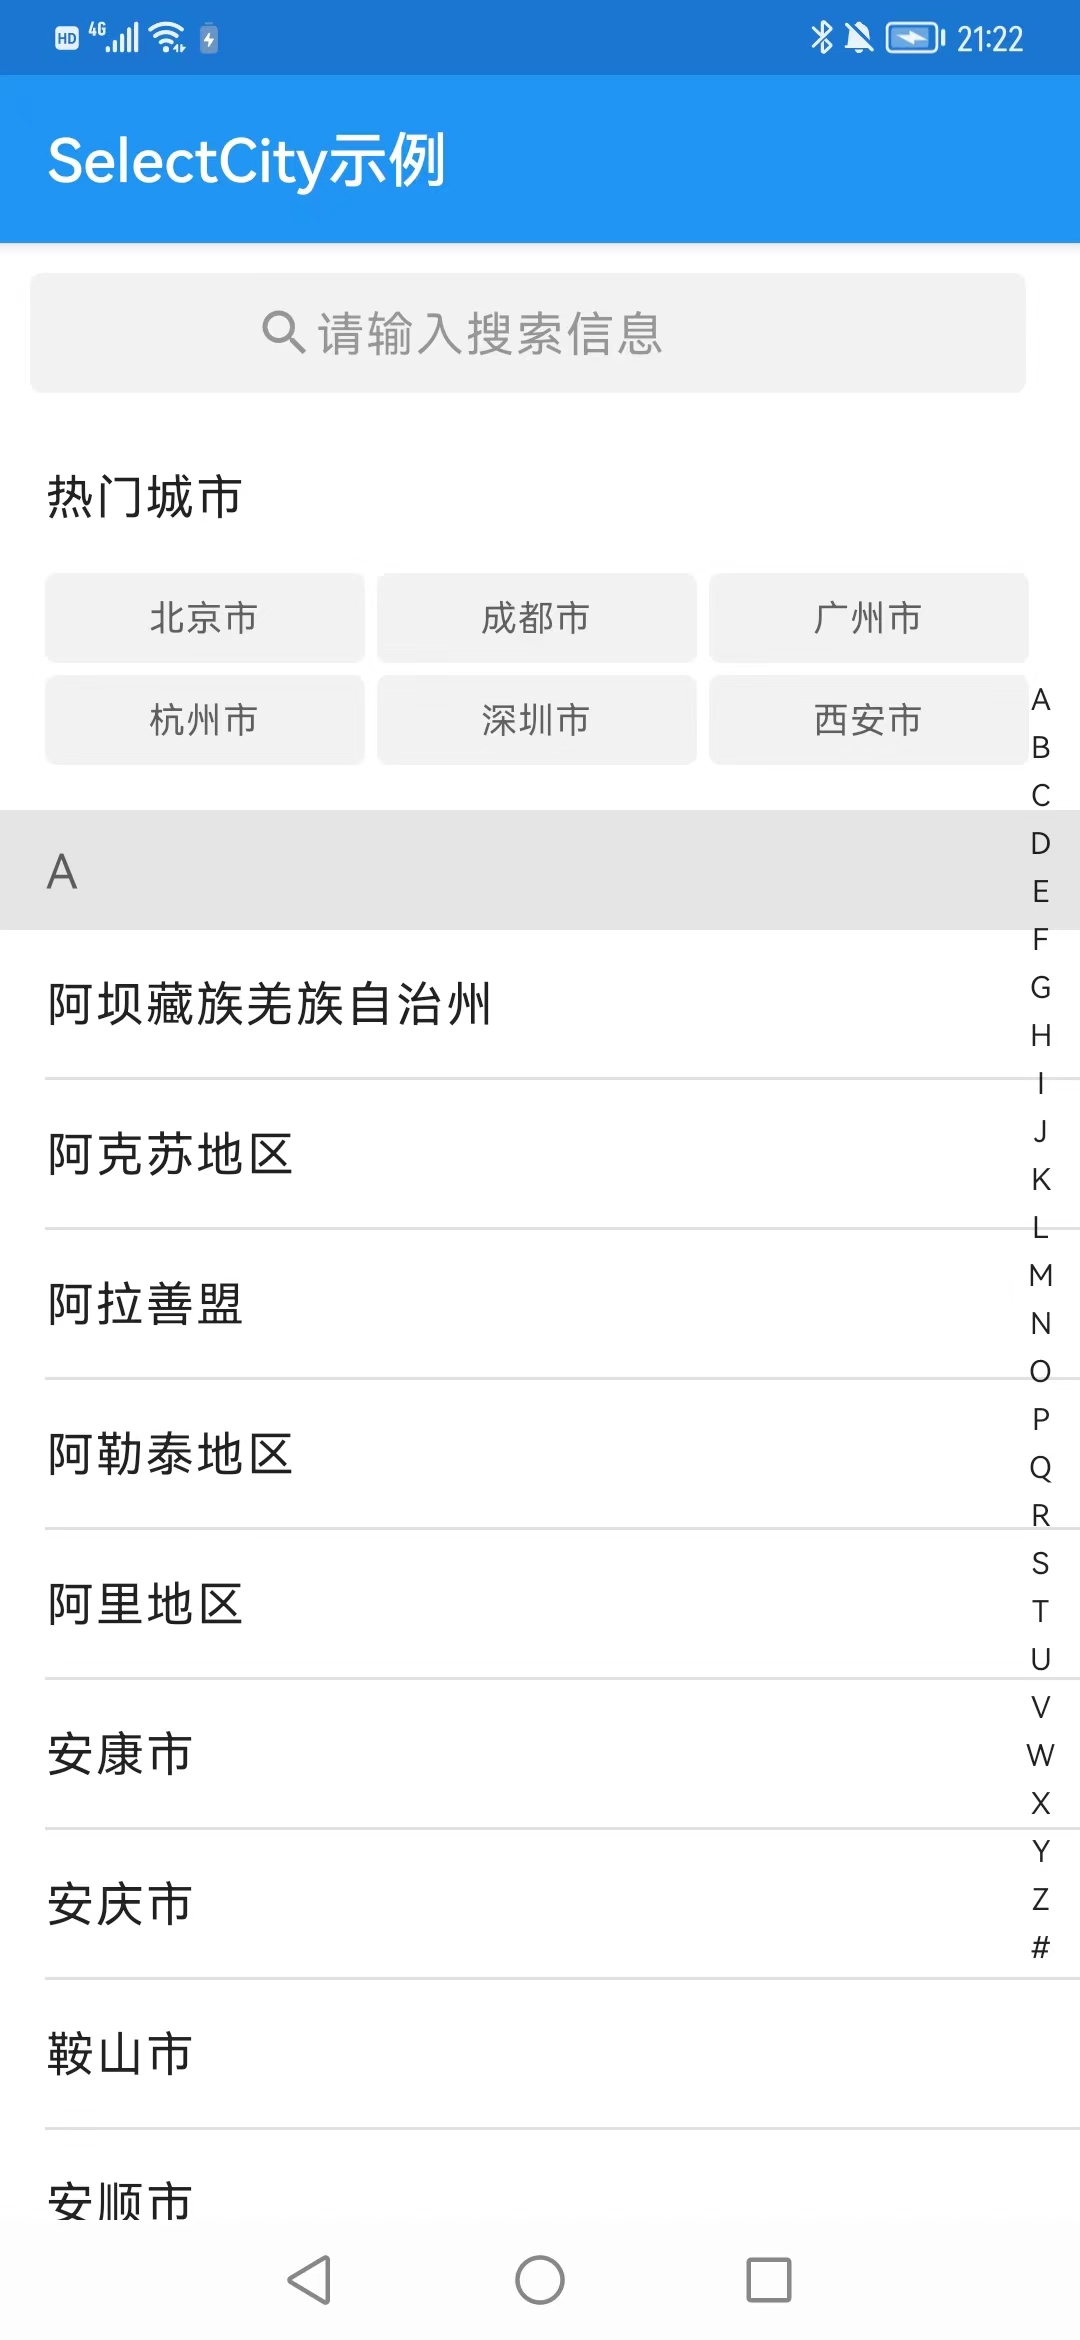 HD 4G 21:22
SelectCity示例
请输入搜索信息
热门城市
北京市 成都市 广州市
杭州市 深圳市 西安市
A
阿坝藏族羌族自治州
阿克苏地区
阿拉善盟
阿勒泰地区
阿里地区
安康市
安庆市
鞍山市
安顺市
A
B
C
D
E
F
G
H
I
J
K
L
M
N
O
P
Q
R
S
T
U
V
W
X
Y
Z
#